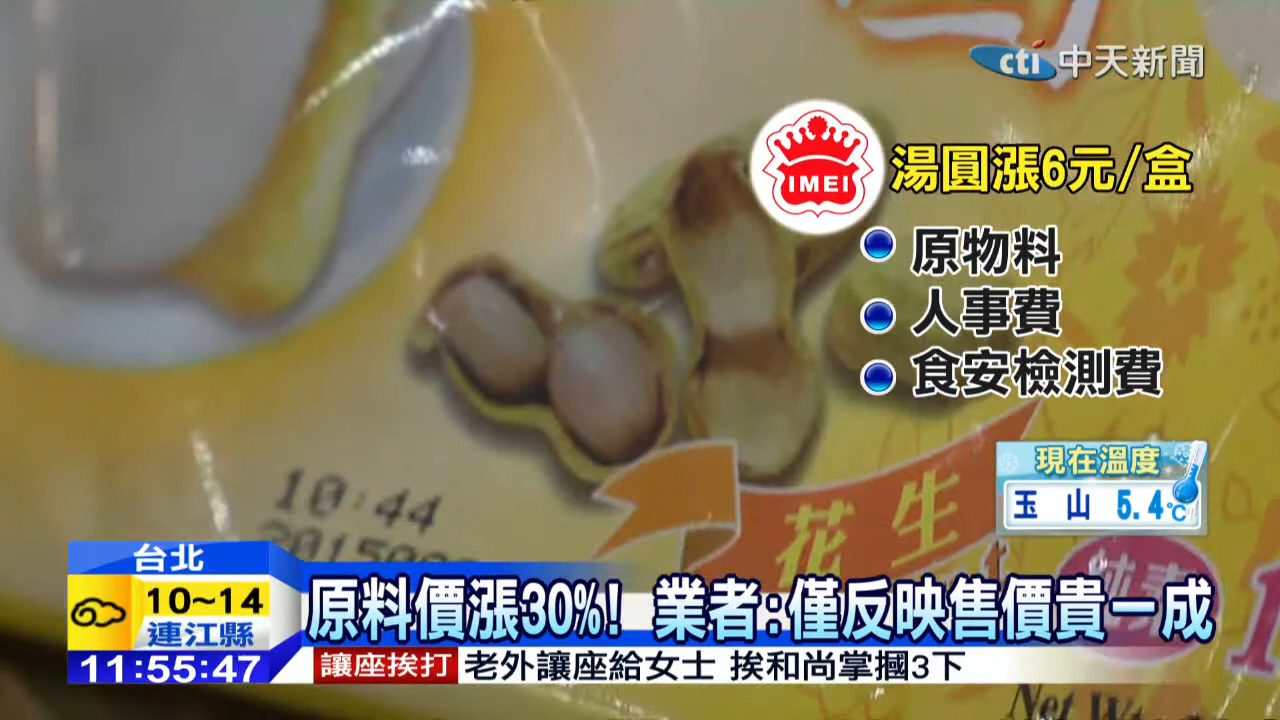 cti 中天新聞
IMEI
湯圓漲6元/盒
原物料
人事費
食安檢測費
10:44
花生
現在溫度
玉山 5.4℃
台北
10~14
連江縣
11:55:47
原料價漲30%! 業者:僅反映售價貴一成
讓座挨打 老外讓座給女士 挨和尚掌摑3下
Net